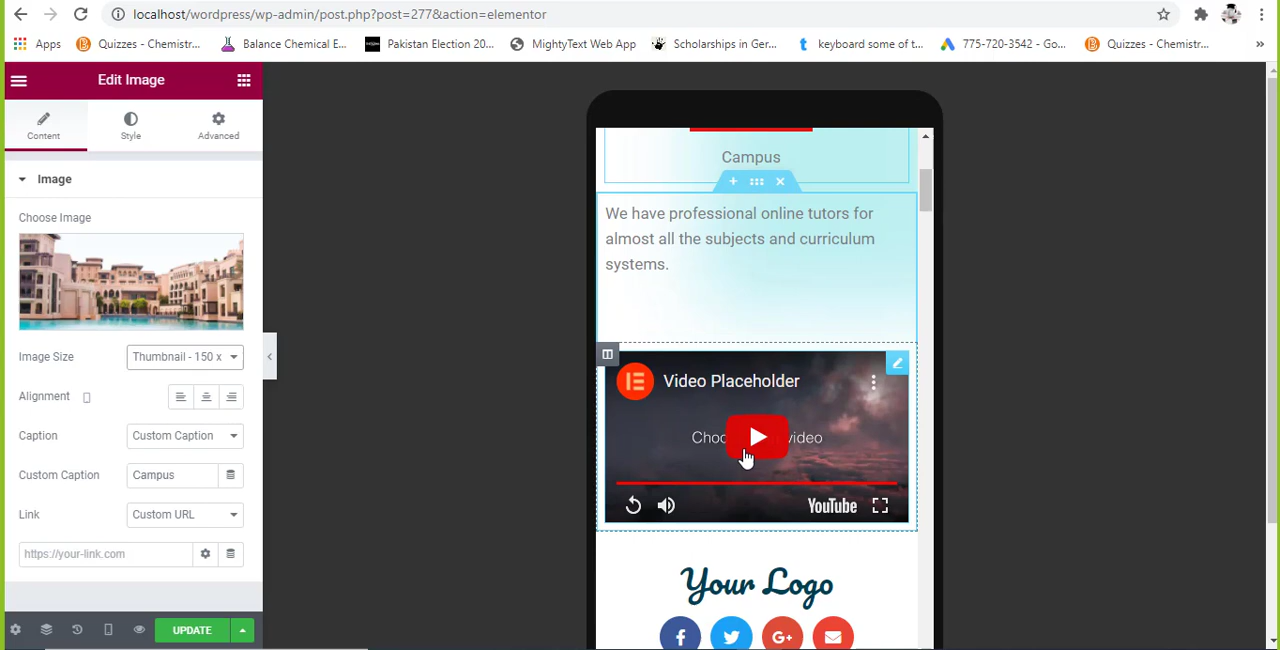 localhost/wordpress/wp-admin/post.php?post=277&action=elementor
Apps
Quizzes - Chemistr...
Balance Chemical E...
Pakistan Election 20...
MightyText Web App
Scholarships in Ger...
keyboard some of t...
775-720-3542 - Go...
Quizzes - Chemistr...
»
Edit Image
Content
Style
Advanced
Image
Choose Image
Image Size
Thumbnail - 150 x
Alignment
Caption
Custom Caption
Custom Caption
Campus
Link
Custom URL
https://your-link.com
UPDATE
Campus
We have professional online tutors for
almost all the subjects and curriculum
systems.
Video Placeholder
video
YouTube
Your Logo
f
G+